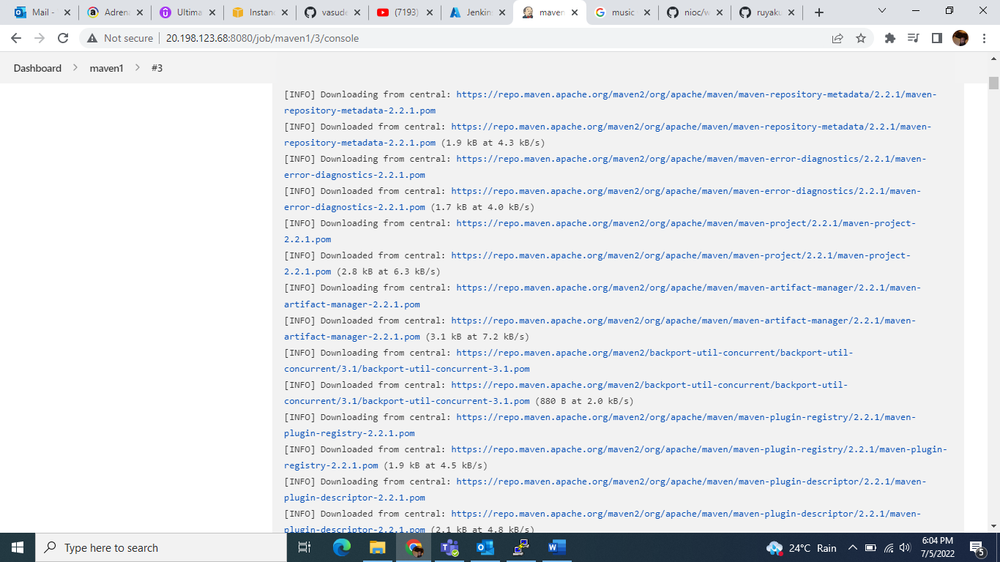 Mail -
Adrena
Ultima
Instanc
vasude
(7193)
Jenkin
maven
music
nioc/w
ruyaku
Not secure
20.198.123.68:8080/job/maven1/3/console
Dashboard
maven1
#3
[INFO] Downloading from central: https://repo.maven.apache.org/maven2/org/apache/maven/maven-repository-metadata/2.2.1/maven-
repository-metadata-2.2.1.pom
[INFO] Downloaded from central: https://repo.maven.apache.org/maven2/org/apache/maven/maven-repository-metadata/2.2.1/maven-
repository-metadata-2.2.1.pom (1.9 kB at 4.3 kB/s)
[INFO] Downloading from central: https://repo.maven.apache.org/maven2/org/apache/maven/maven-error-diagnostics/2.2.1/maven-
error-diagnostics-2.2.1.pom
[INFO] Downloaded from central: https://repo.maven.apache.org/maven2/org/apache/maven/maven-error-diagnostics/2.2.1/maven-
error-diagnostics-2.2.1.pom (1.7 kB at 4.0 kB/s)
[INFO] Downloading from central: https://repo.maven.apache.org/maven2/org/apache/maven/maven-project/2.2.1/maven-project-
2.2.1.pom
[INFO] Downloaded from central: https://repo.maven.apache.org/maven2/org/apache/maven/maven-project/2.2.1/maven-project-
2.2.1.pom (2.8 kB at 6.3 kB/s)
[INFO] Downloading from central: https://repo.maven.apache.org/maven2/org/apache/maven/maven-artifact-manager/2.2.1/maven-
artifact-manager-2.2.1.pom
[INFO] Downloaded from central: https://repo.maven.apache.org/maven2/org/apache/maven/maven-artifact-manager/2.2.1/maven-
artifact-manager-2.2.1.pom (3.1 kB at 7.2 kB/s)
[INFO] Downloading from central: https://repo.maven.apache.org/maven2/backport-util-concurrent/backport-util-
concurrent/3.1/backport-util-concurrent-3.1.pom
[INFO] Downloaded from central: https://repo.maven.apache.org/maven2/backport-util-concurrent/backport-util-
concurrent/3.1/backport-util-concurrent-3.1.pom (880 B at 2.0 kB/s)
[INFO] Downloading from central: https://repo.maven.apache.org/maven2/org/apache/maven/maven-plugin-registry/2.2.1/maven-
plugin-registry-2.2.1.pom
[INFO] Downloaded from central: https://repo.maven.apache.org/maven2/org/apache/maven/maven-plugin-registry/2.2.1/maven-plugin-
registry-2.2.1.pom (1.9 kB at 4.5 kB/s)
[INFO] Downloading from central: https://repo.maven.apache.org/maven2/org/apache/maven/maven-plugin-descriptor/2.2.1/maven-
plugin-descriptor-2.2.1.pom
[INFO] Downloaded from central: https://repo.maven.apache.org/maven2/org/apache/maven/maven-plugin-descriptor/2.2.1/maven-
plugin-descriptor-2.2.1.pom (2.1 kB at 4.8 kB/s)
Type here to search
24°C Rain
6:04 PM
7/5/2022
5